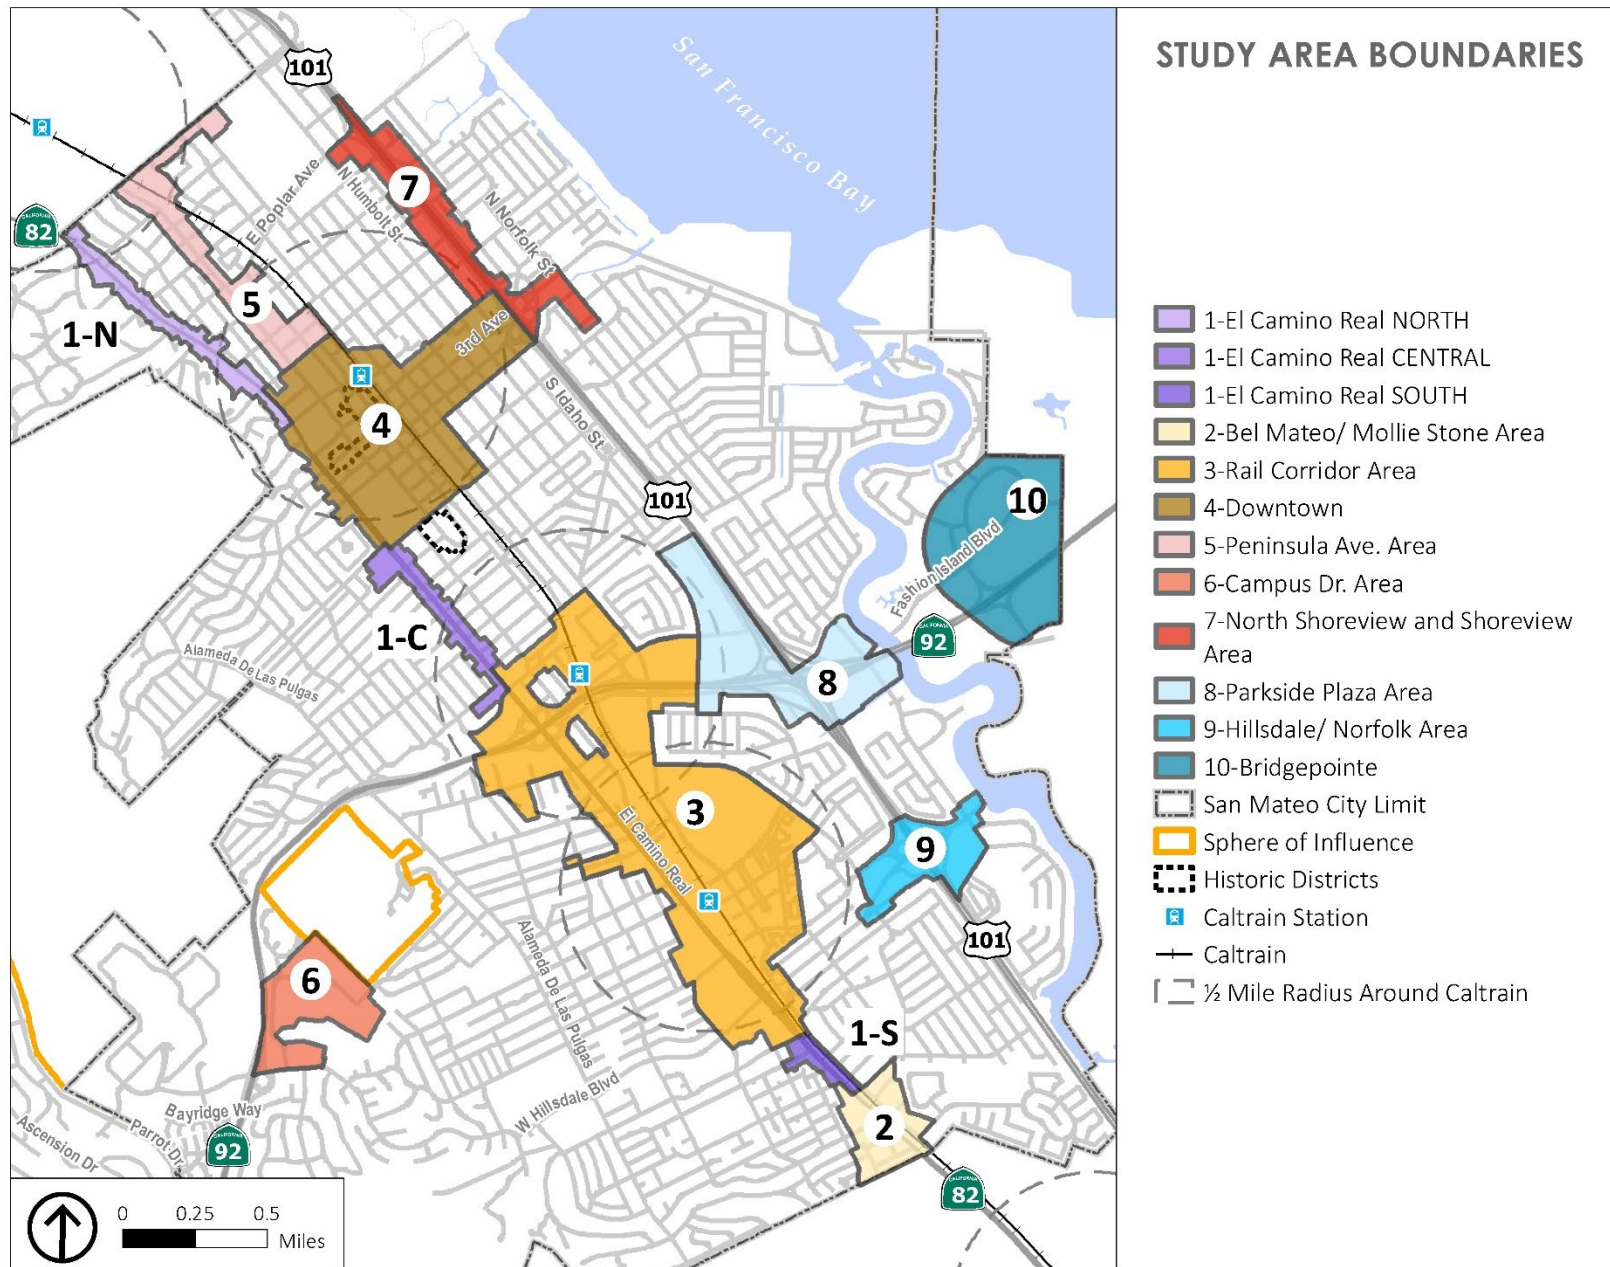 STUDY AREA BOUNDARIES
San Francisco Bay
101
82
E Poplar Ave
N Humbolt St
7
N Norfolk St
5
1-N
3rd Ave
4
S Idaho St
101
10
Fashion Island Blvd
92
1-C
Alameda De Las Pulgas
8
3
El Camino Real
9
101
6
Alameda De Las Pulgas
1-S
W Hillsdale Blvd
2
Bayridge Way
Parrot Dr
Ascension Dr
CALIFORNIA
92
82
0 0.25 0.5
Miles
1-El Camino Real NORTH
1-El Camino Real CENTRAL
1-El Camino Real SOUTH
2-Bel Mateo/ Mollie Stone Area
3-Rail Corridor Area
4-Downtown
5-Peninsula Ave. Area
6-Campus Dr. Area
7-North Shoreview and Shoreview
Area
8-Parkside Plaza Area
9-Hillsdale/ Norfolk Area
10-Bridgepointe
San Mateo City Limit
Sphere of Influence
Historic Districts
Caltrain Station
Caltrain
½ Mile Radius Around Caltrain